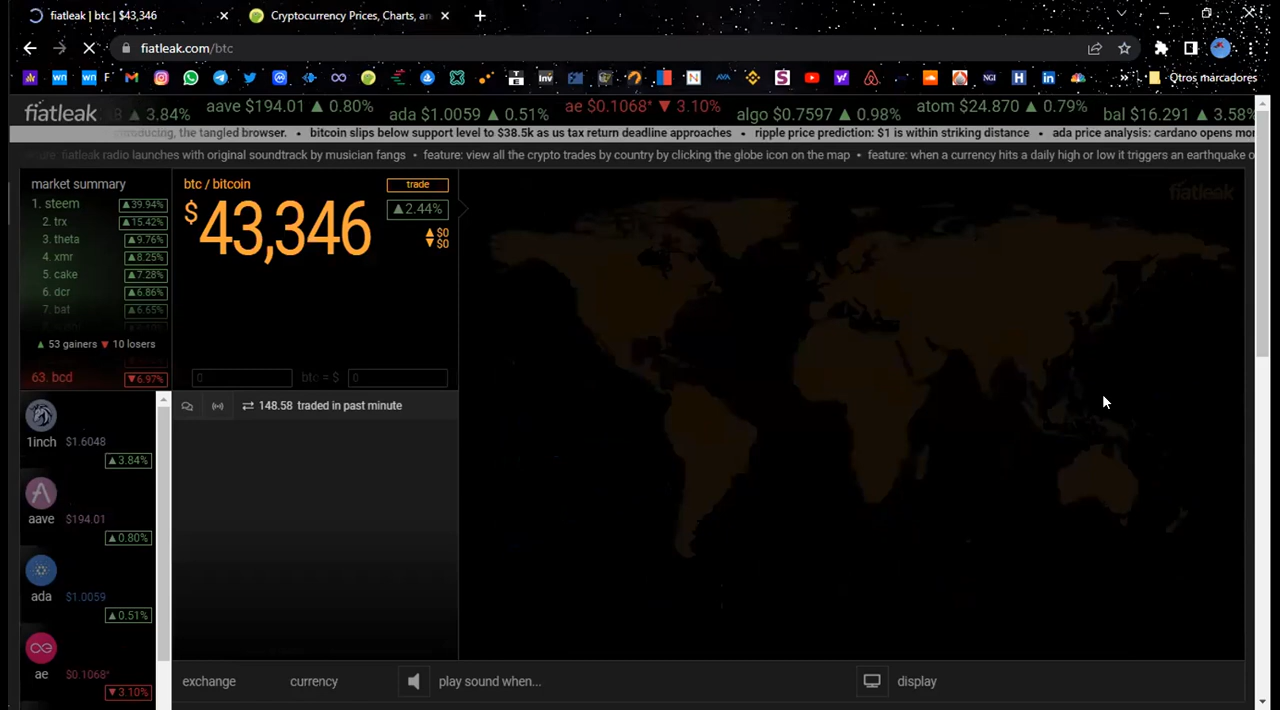 fiatleak | btc | $43,346
Cryptocurrency Prices, Charts, an
fiatleak.com/btc
Otros marcadores
fiatleak
3.84% aave $194.01 ▲ 0.80% ada $1.0059 ▲ 0.51% ae $0.1068* ▼ 3.10% algo $0.7597 ▲ 0.98% atom $24.870 ▲ 0.79% bal $16.291 ▲ 3.58%
the tangled browser. • bitcoin slips below support level to $38.5k as us tax return deadline approaches • ripple price prediction: $1 is within striking distance • ada price analysis: cardano opens mor
fiatleak radio launches with original soundtrack by musician fangs • feature: view all the crypto trades by country by clicking the globe icon on the map • feature: when a currency hits a daily high or low it triggers an earthquake o
market summary
1. steem ▲39.94%
2. trx ▲15.42%
3. theta ▲9.76%
4. xmr ▲8.25%
5. cake ▲7.28%
6. dcr ▲6.86%
7. bat ▲6.65%
▲ 53 gainers ▼ 10 losers
63. bcd ▼6.97%
btc / bitcoin
trade
$43,346
▲2.44%
▲$0
▼$0
0 btc = $ 0
fiatleak
148.58 traded in past minute
1inch $1.6048
▲3.84%
aave $194.01
▲0.80%
ada $1.0059
▲0.51%
ae $0.1068*
▼3.10%
exchange currency play sound when... display